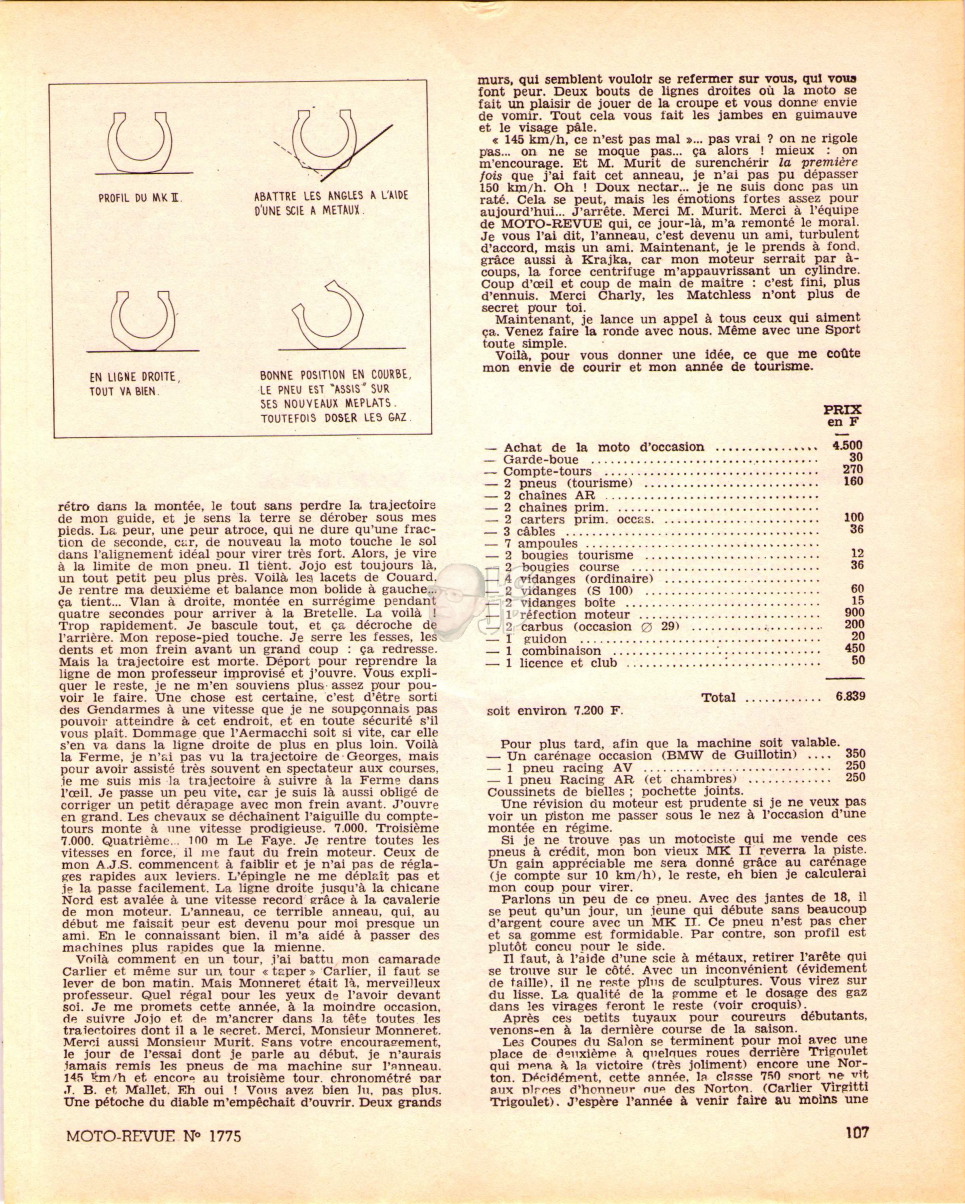 PROFIL DU MK II.
ABATTRE LES ANGLES A L'AIDE
D'UNE SCIE A METAUX.
EN LIGNE DROITE,
TOUT VA BIEN.
BONNE POSITION EN COURBE,
LE PNEU EST "ASSIS" SUR
SES NOUVEAUX MEPLATS.
TOUTEFOIS DOSER LES GAZ.
rétro dans la montée, le tout sans perdre la trajectoire
de mon guide, et je sens la terre se dérober sous mes
pieds. La peur, une peur atroce, qui ne dure qu'une frac-
tion de seconde, car, de nouveau la moto touche le sol
dans l'alignement idéal pour virer très fort. Alors, je vire
à la limite de mon pneu. Il tient. Jojo est toujours là,
un tout petit peu plus près. Voilà les lacets de Couard.
Je rentre ma deuxième et balance mon bolide à gauche...
ça tient... Vlan à droite, montée en surrégime pendant
quatre secondes pour arriver à la Bretelle. La voilà !
Trop rapidement. Je bascule tout, et ça décroche de
l'arrière. Mon repose-pied touche. Je serre les fesses, les
dents et mon frein avant un grand coup : ça redresse.
Mais la trajectoire est morte. Déport pour reprendre la
ligne de mon professeur improvisé et j'ouvre. Vous expli-
quer le reste, je ne m'en souviens plus assez pour pou-
voir le faire. Une chose est certaine, c'est d'être sorti
des Gendarmes à une vitesse que je ne soupçonnais pas
pouvoir atteindre à cet endroit, et en toute sécurité s'il
vous plaît. Dommage que l'Aermacchi soit si vite, car elle
s'en va dans la ligne droite de plus en plus loin. Voilà
la Ferme, je n'ai pas vu la trajectoire de Georges, mais
pour avoir assisté très souvent en spectateur aux courses,
je me suis mis la trajectoire à suivre à la Ferme dans
l'œil. Je passe un peu vite, car je suis là aussi obligé de
corriger un petit dérapage avec mon frein avant. J'ouvre
en grand. Les chevaux se déchaînent l'aiguille du compte-
tours monte à une vitesse prodigieuse. 7.000. Troisième
7.000. Quatrième... 100 m Le Faye. Je rentre toutes les
vitesses en force, il me faut du frein moteur. Ceux de
mon A.J.S. commencent à faiblir et je n'ai pas de régla-
ges rapides aux leviers. L'épingle ne me déplaît pas et
je la passe facilement. La ligne droite jusqu'à la chicane
Nord est avalée à une vitesse record grâce à la cavalerie
de mon moteur. L'anneau, ce terrible anneau, qui, au
début me faisait peur est devenu pour moi presque un
ami. En le connaissant bien, il m'a aidé à passer des
machines plus rapides que la mienne.
Voilà comment en un tour, j'ai battu mon camarade
Carlier et même sur un tour « taper » Carlier, il faut se
lever de bon matin. Mais Monneret était là, merveilleux
professeur. Quel régal pour les yeux de l'avoir devant
soi. Je me promets cette année, à la moindre occasion,
de suivre Jojo et de m'ancrer dans la tête toutes les
trajectoires dont il a le secret. Merci, Monsieur Monneret.
Merci aussi Monsieur Murit. Sans votre encouragement,
le jour de l'essai dont je parle au début, je n'aurais
jamais remis les pneus de ma machine sur l'anneau.
145 km/h et encore au troisième tour, chronométré par
J. B. et Mallet. Eh oui ! Vous avez bien lu, pas plus.
Une pétoche du diable m'empêchait d'ouvrir. Deux grands
murs, qui semblent vouloir se refermer sur vous, qui vous
font peur. Deux bouts de lignes droites où la moto se
fait un plaisir de jouer de la croupe et vous donne envie
de vomir. Tout cela vous fait les jambes en guimauve
et le visage pâle.
« 145 km/h, ce n'est pas mal »... pas vrai ? on ne rigole
pas... on ne se moque pas... ça alors ! mieux : on
m'encourage. Et M. Murit de surenchérir la première
fois que j'ai fait cet anneau, je n'ai pas pu dépasser
150 km/h. Oh ! Doux nectar... je ne suis donc pas un
raté. Cela se peut, mais les émotions fortes assez pour
aujourd'hui... J'arrête. Merci M. Murit. Merci à l'équipe
de MOTO-REVUE qui, ce jour-là, m'a remonté le moral.
Je vous l'ai dit, l'anneau, c'est devenu un ami, turbulent
d'accord, mais un ami. Maintenant, je le prends à fond,
grâce aussi à Krajka, car mon moteur serrait par à-
coups, la force centrifuge m'appauvrissant un cylindre.
Coup d'œil et coup de main de maître : c'est fini, plus
d'ennuis. Merci Charly, les Matchless n'ont plus de
secret pour toi.
Maintenant, je lance un appel à tous ceux qui aiment
ça. Venez faire la ronde avec nous. Même avec une Sport
toute simple.
Voilà, pour vous donner une idée, ce que me coûte
mon envie de courir et mon année de tourisme.
PRIX
en F
— Achat de la moto d'occasion ................ 4.500
— Garde-boue ................ 30
— Compte-tours ................ 270
— 2 pneus (tourisme) ................ 160
— 2 chaînes AR ................
— 2 chaînes prim. ................
— 2 carters prim. occas. ................ 100
— 3 câbles ................ 36
— 7 ampoules ................
— 2 bougies tourisme ................ 12
— 2 bougies course ................ 36
— 4 vidanges (ordinaire) ................
— 2 vidanges (S 100) ................ 60
— 2 vidanges boîte ................ 15
— 1 réfection moteur ................ 900
— 2 carbus (occasion ∅ 29) ................ 200
— 1 guidon ................ 20
— 1 combinaison ................ 450
— 1 licence et club ................ 50
Total ............ 6.839
soit environ 7.200 F.
Pour plus tard, afin que la machine soit valable.
— Un carénage occasion (BMW de Guillotin) .... 350
— 1 pneu racing AV ................ 250
— 1 pneu Racing AR (et chambres) ............ 250
Coussinets de bielles ; pochette joints.
Une révision du moteur est prudente si je ne veux pas
voir un piston me passer sous le nez à l'occasion d'une
montée en régime.
Si je ne trouve pas un motociste qui me vende ces
pneus à crédit, mon bon vieux MK II reverra la piste.
Un gain appréciable me sera donné grâce au carénage
(je compte sur 10 km/h), le reste, eh bien je calculerai
mon coup pour virer.
Parlons un peu de ce pneu. Avec des jantes de 18, il
se peut qu'un jour, un jeune qui débute sans beaucoup
d'argent coure avec un MK II. Ce pneu n'est pas cher
et sa gomme est formidable. Par contre, son profil est
plutôt concu pour le side.
Il faut, à l'aide d'une scie à métaux, retirer l'arête qui
se trouve sur le côté. Avec un inconvénient (évidement
de taille), il ne reste plus de sculptures. Vous virez sur
du lisse. La qualité de la gomme et le dosage des gaz
dans les virages feront le reste (voir croquis).
Après ces petits tuyaux pour coureurs débutants,
venons-en à la dernière course de la saison.
Les Coupes du Salon se terminent pour moi avec une
place de deuxième à quelques roues derrière Trigoulet
qui mena à la victoire (très joliment) encore une Nor-
ton. Décidément, cette année, la classe 750 sport ne vit
aux places d'honneur que des Norton. (Carlier Virgitti
Trigoulet). J'espère l'année à venir faire au moins une
MOTO-REVUE N° 1775
107